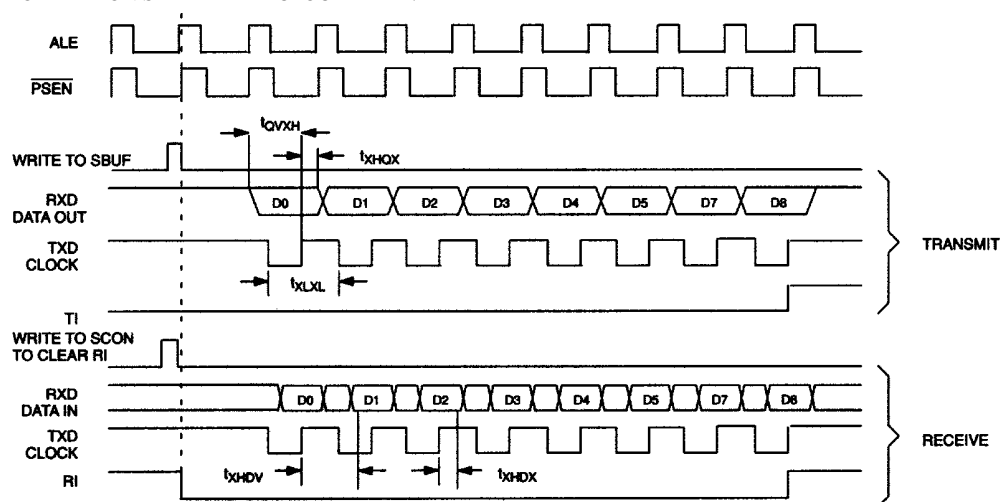 ALE
PSEN
tQVXH
WRITE TO SBUF
tXHQX
RXD
DATA OUT
D0 D1 D2 D3 D4 D5 D7 D8
TXD
CLOCK
TRANSMIT
tXLXL
TI
WRITE TO SCON
TO CLEAR RI
RXD
DATA IN
D0 D1 D2 D3 D4 D5 D7 D8
TXD
CLOCK
RECEIVE
tXHDV
tXHDX
RI